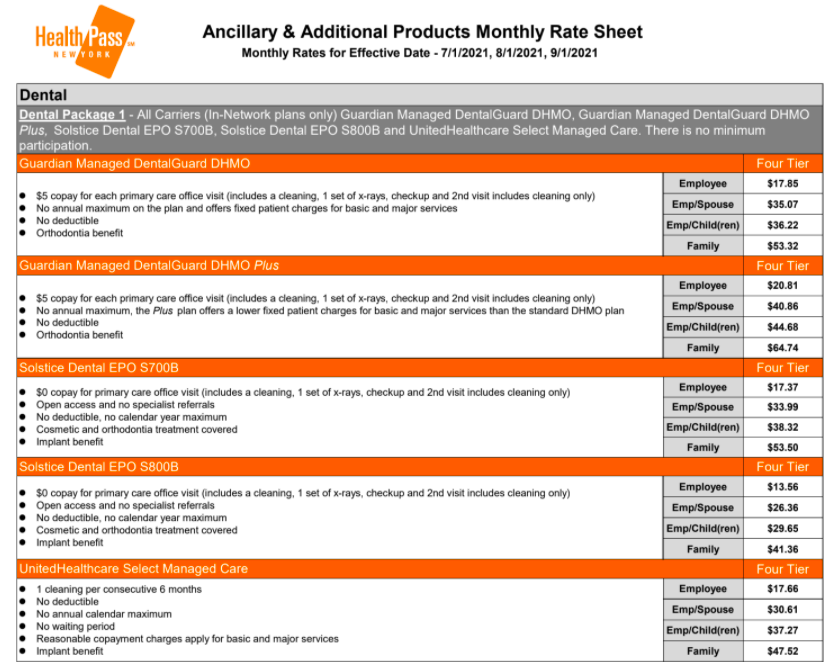 HealthPass SM
NEW YORK
Ancillary & Additional Products Monthly Rate Sheet
Monthly Rates for Effective Date - 7/1/2021, 8/1/2021, 9/1/2021
Dental
Dental Package 1 - All Carriers (In-Network plans only) Guardian Managed DentalGuard DHMO, Guardian Managed DentalGuard DHMO
Plus, Solstice Dental EPO S700B, Solstice Dental EPO S800B and UnitedHealthcare Select Managed Care. There is no minimum
participation.
Guardian Managed DentalGuard DHMO Four Tier
● $5 copay for each primary care office visit (includes a cleaning, 1 set of x-rays, checkup and 2nd visit includes cleaning only)
● No annual maximum on the plan and offers fixed patient charges for basic and major services
● No deductible
● Orthodontia benefit
Employee $17.85
Emp/Spouse $35.07
Emp/Child(ren) $36.22
Family $53.32
Guardian Managed DentalGuard DHMO Plus Four Tier
● $5 copay for each primary care office visit (includes a cleaning, 1 set of x-rays, checkup and 2nd visit includes cleaning only)
● No annual maximum, the Plus plan offers a lower fixed patient charges for basic and major services than the standard DHMO plan
● No deductible
● Orthodontia benefit
Employee $20.81
Emp/Spouse $40.86
Emp/Child(ren) $44.68
Family $64.74
Solstice Dental EPO S700B Four Tier
● $0 copay for primary care office visit (includes a cleaning, 1 set of x-rays, checkup and 2nd visit includes cleaning only)
● Open access and no specialist referrals
● No deductible, no calendar year maximum
● Cosmetic and orthodontia treatment covered
● Implant benefit
Employee $17.37
Emp/Spouse $33.99
Emp/Child(ren) $38.32
Family $53.50
Solstice Dental EPO S800B Four Tier
● $0 copay for primary care office visit (includes a cleaning, 1 set of x-rays, checkup and 2nd visit includes cleaning only)
● Open access and no specialist referrals
● No deductible, no calendar year maximum
● Cosmetic and orthodontia treatment covered
● Implant benefit
Employee $13.56
Emp/Spouse $26.36
Emp/Child(ren) $29.65
Family $41.36
UnitedHealthcare Select Managed Care Four Tier
● 1 cleaning per consecutive 6 months
● No deductible
● No annual calendar maximum
● No waiting period
● Reasonable copayment charges apply for basic and major services
● Implant benefit
Employee $17.66
Emp/Spouse $30.61
Emp/Child(ren) $37.27
Family $47.52